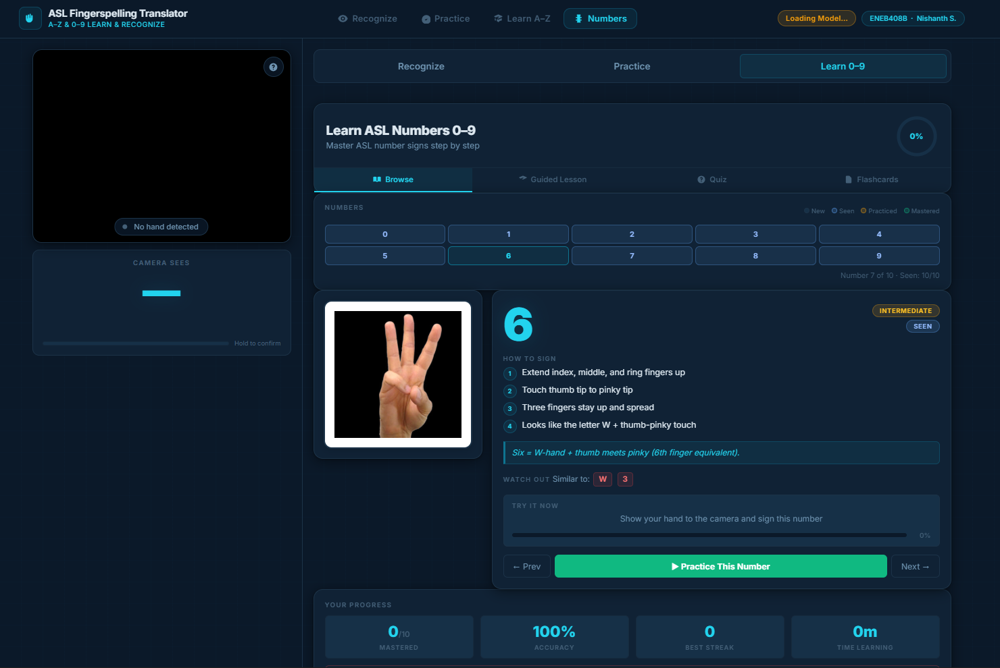 ASL Fingerspelling Translator
A–Z & 0–9 LEARN & RECOGNIZE
Recognize
Practice
Learn A–Z
Numbers
Loading Model...
ENEB408B · Nishanth S.
No hand detected
CAMERA SEES
Hold to confirm
Recognize
Practice
Learn 0–9
Learn ASL Numbers 0–9
Master ASL number signs step by step
0%
Browse
Guided Lesson
Quiz
Flashcards
NUMBERS
New
Seen
Practiced
Mastered
0
1
2
3
4
5
6
7
8
9
Number 7 of 10 · Seen: 10/10
6
INTERMEDIATE
SEEN
HOW TO SIGN
1 Extend index, middle, and ring fingers up
2 Touch thumb tip to pinky tip
3 Three fingers stay up and spread
4 Looks like the letter W + thumb-pinky touch
Six = W-hand + thumb meets pinky (6th finger equivalent).
WATCH OUT Similar to: W 3
TRY IT NOW
Show your hand to the camera and sign this number
0%
← Prev
▶ Practice This Number
Next →
YOUR PROGRESS
0/10
MASTERED
100%
ACCURACY
0
BEST STREAK
0m
TIME LEARNING